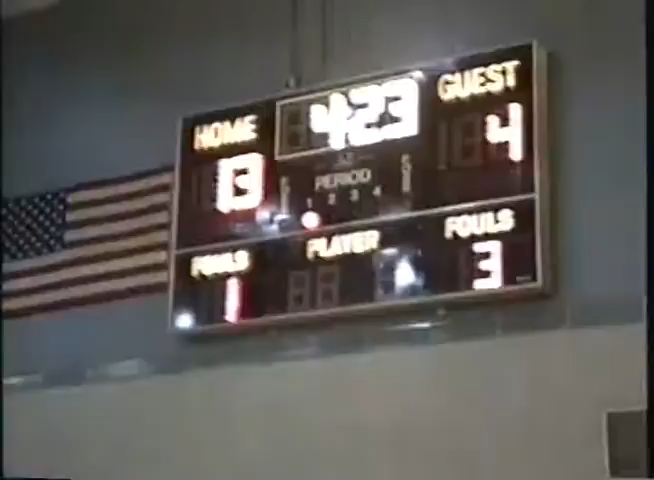 HOME 4:23 GUEST
13 4
PERIOD
1 2 3 4
FOULS PLAYER FOULS
1 3